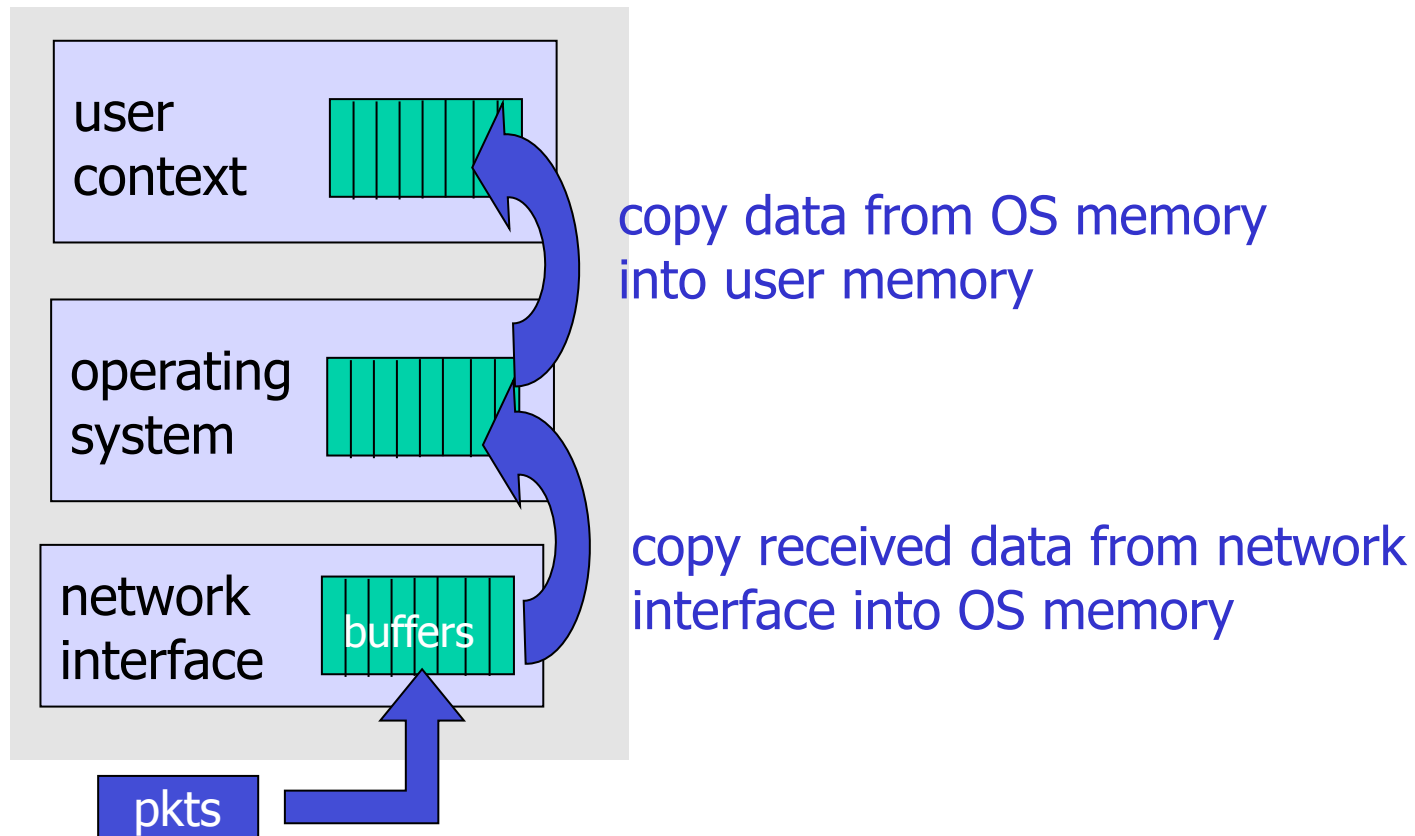 user
context
copy data from OS memory
into user memory
operating
system
copy received data from network
interface into OS memory
network
interface
buffers
pkts